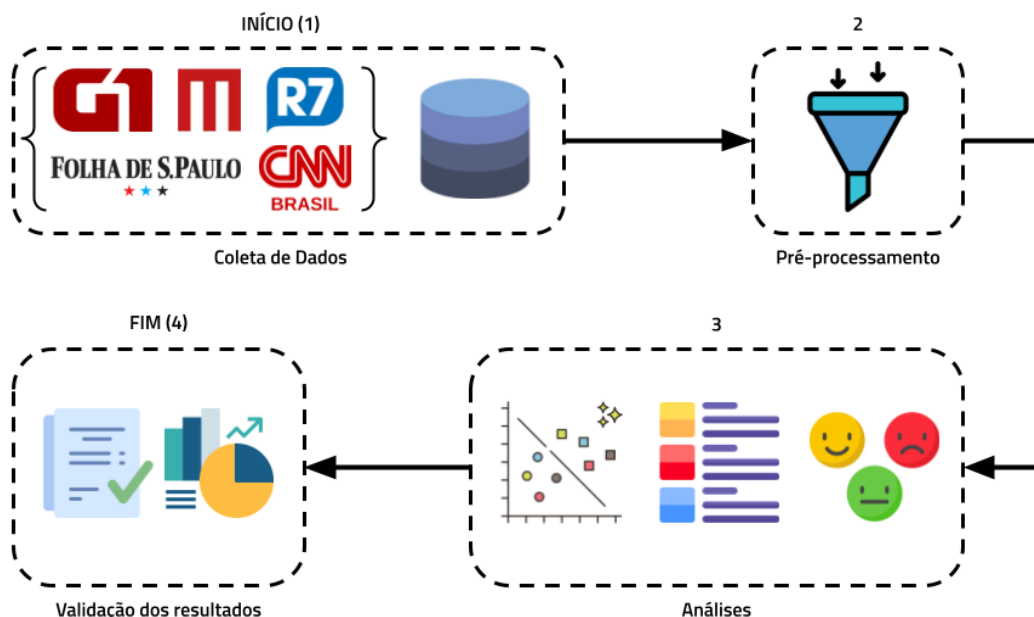 INÍCIO (1)
2
G1
m
R7
FOLHA DE S.PAULO
CNN
BRASIL
Coleta de Dados
Pré-processamento
FIM (4)
3
Validação dos resultados
Análises